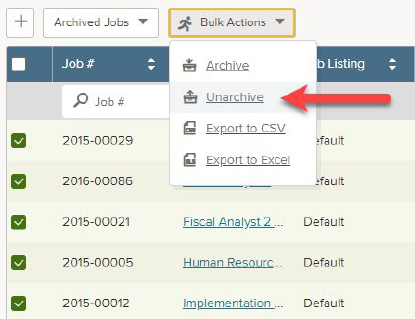 Archived Jobs Bulk Actions
Job # b Listing
Archive
Job #
Unarchive
Export to CSV
2015-00029 Default
Export to Excel
2016-00086 Default
2015-00021 Fiscal Analyst 2 ... Default
2015-00005 Human Resourc... Default
2015-00012 Implementation ... Default